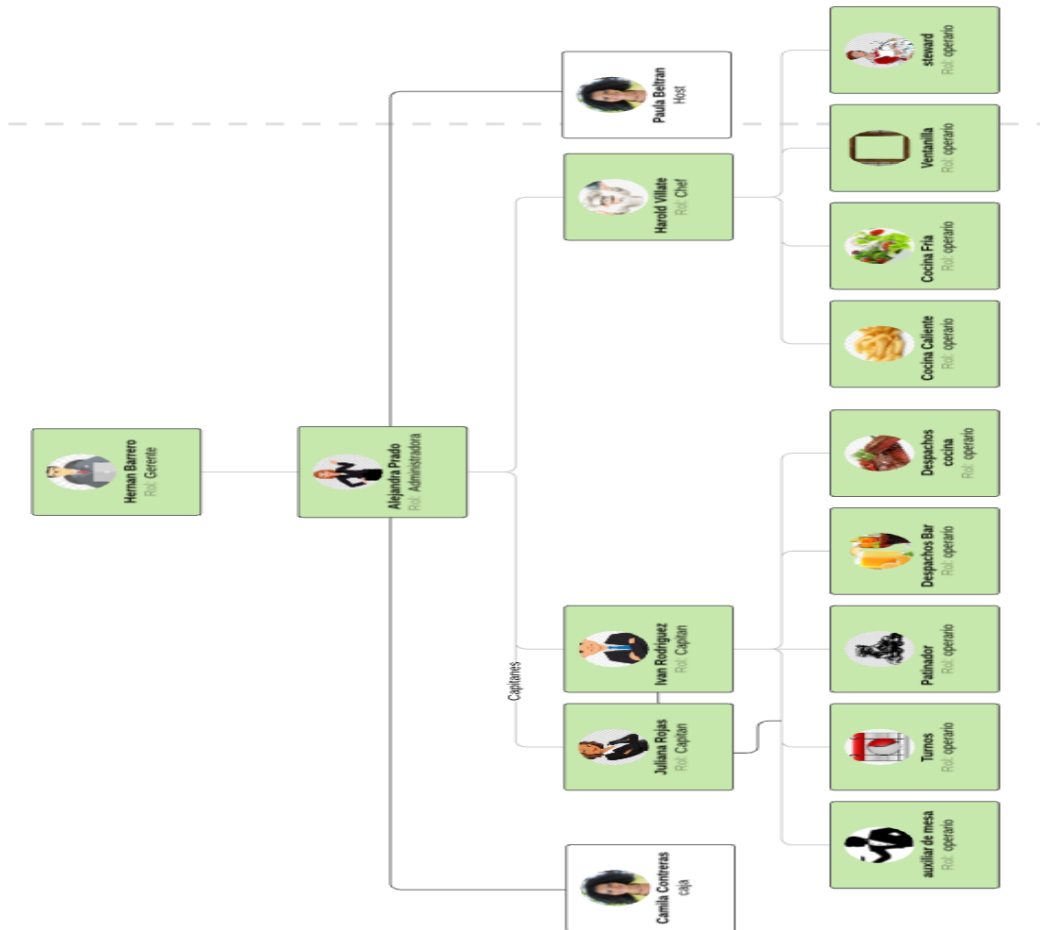 Hernan Barrero
Rol: Gerente
Alejandra Prado
Rol: Administradora
Camila Contreras
caja
Capitanes
Juliana Rojas
Rol: Capitan
Ivan Rodriguez
Rol: Capitan
Harold Villate
Rol: Chef
Paula Beltran
Host
auxiliar de mesa
Rol: operario
Turnos
Rol: operario
Patinador
Rol: operario
Despachos Bar
Rol: operario
Despachos
cocina
Rol: operario
Cocina Caliente
Rol: operario
Cocina Fria
Rol: operario
Ventanilla
Rol: operario
steward
Rol: operario